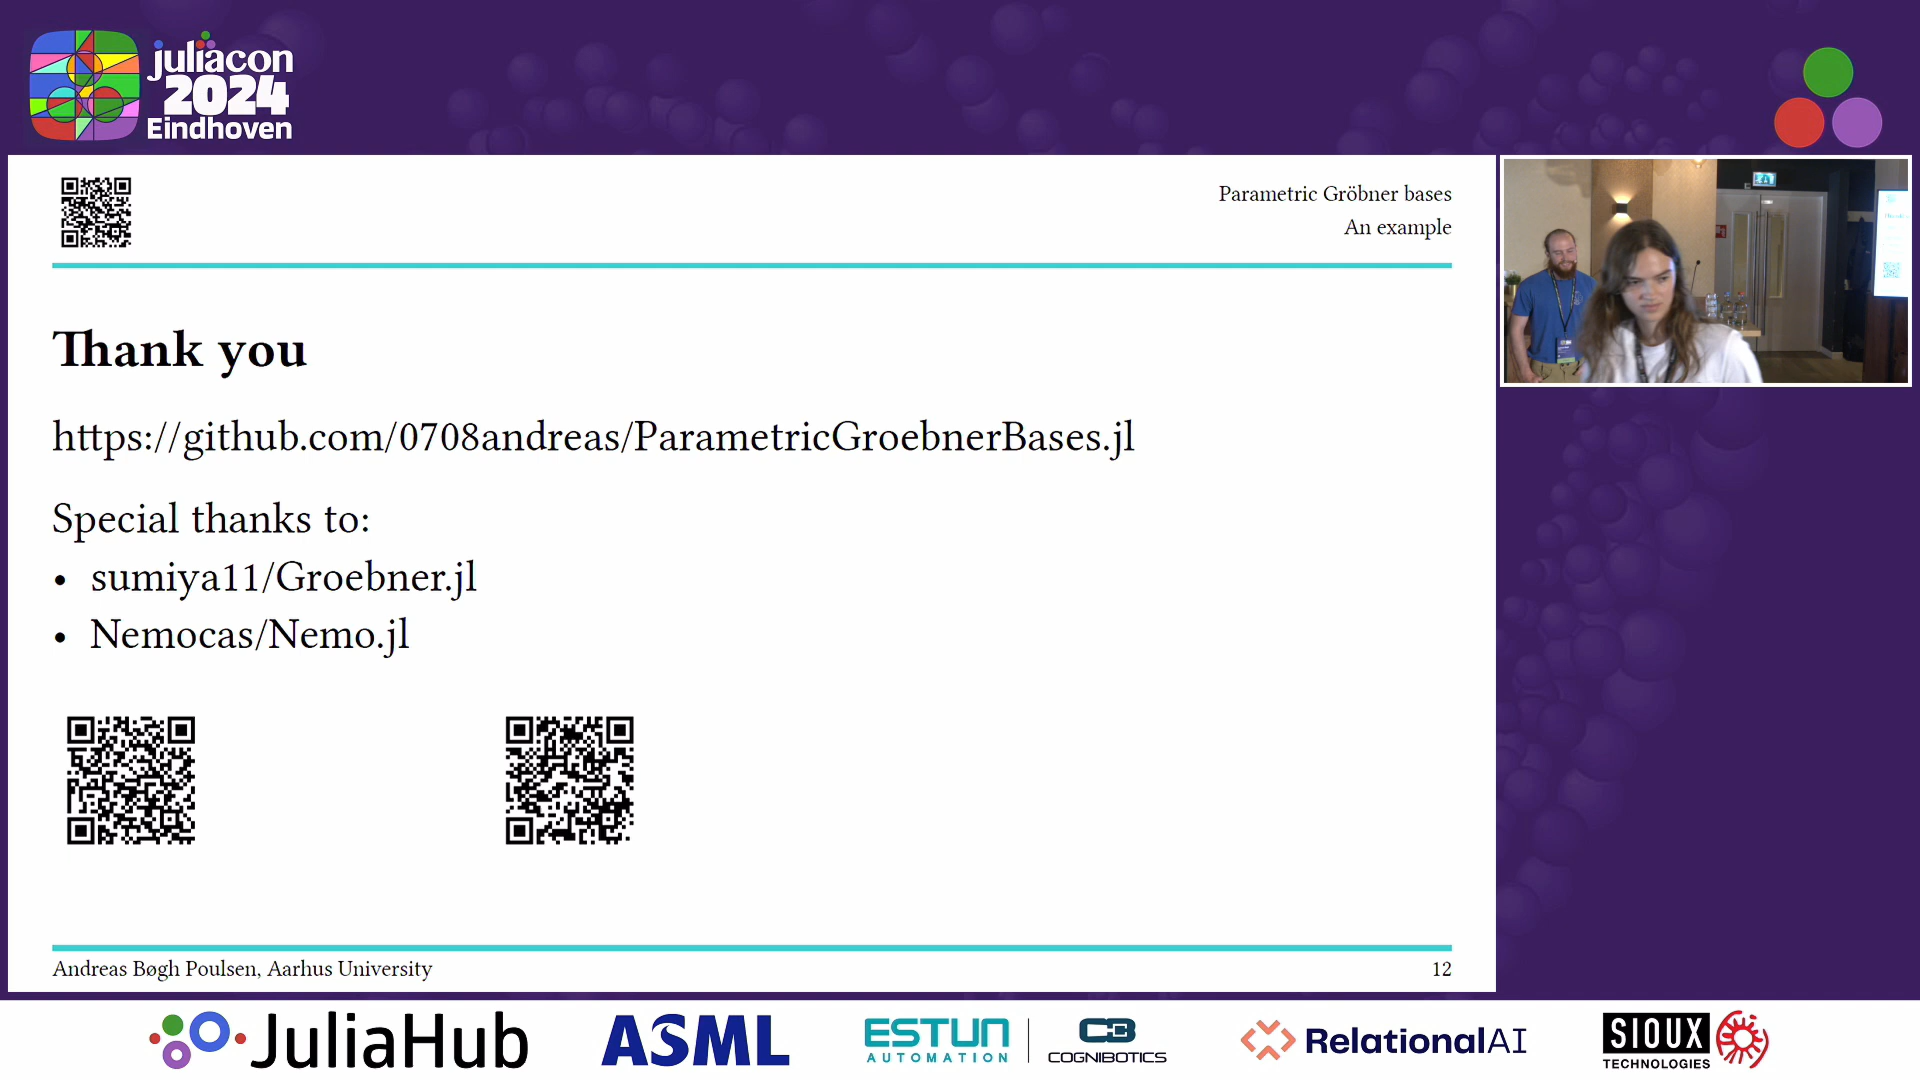 juliacon
2024
Eindhoven
Parametric Gröbner bases
An example
Thank you
https://github.com/0708andreas/ParametricGroebnerBases.jl
Special thanks to:
• sumiya11/Groebner.jl
• Nemocas/Nemo.jl
Andreas Bøgh Poulsen, Aarhus University
12
JuliaHub
ASML
ESTUN
AUTOMATION
COGNIBOTICS
RelationalAI
SIOUX
TECHNOLOGIES